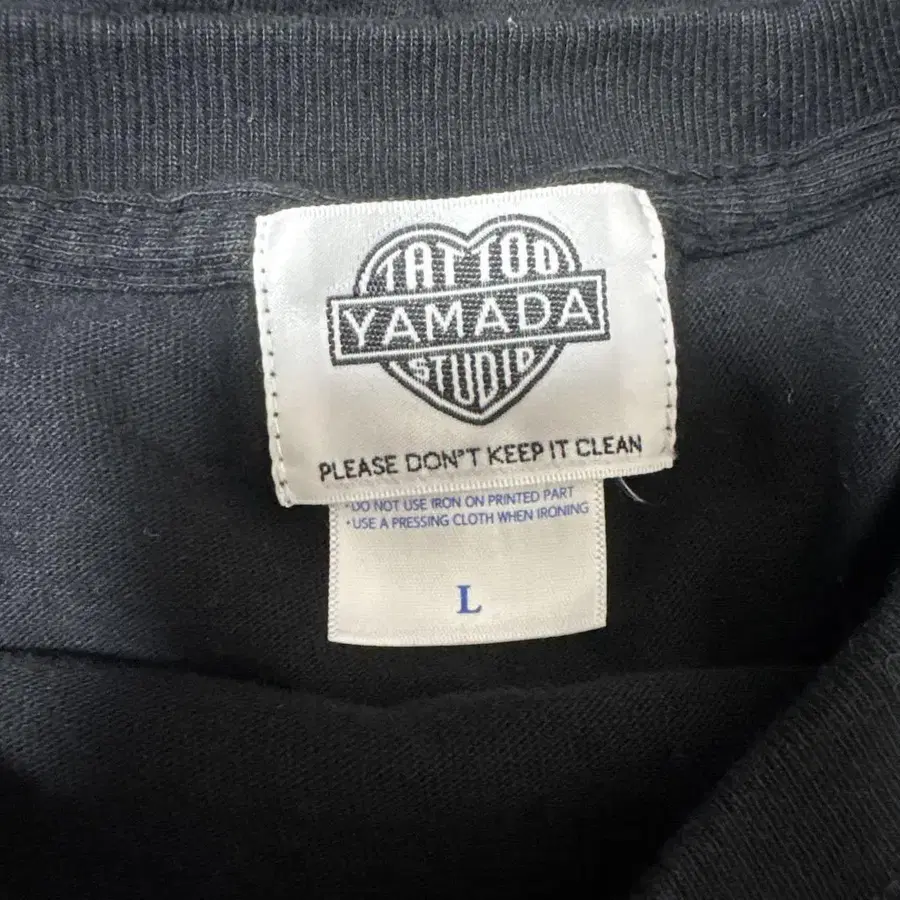 TATTOO
YAMADA
STUDIO
PLEASE DON'T KEEP IT CLEAN
·DO NOT USE IRON ON PRINTED PART
·USE A PRESSING CLOTH WHEN IRONING
L